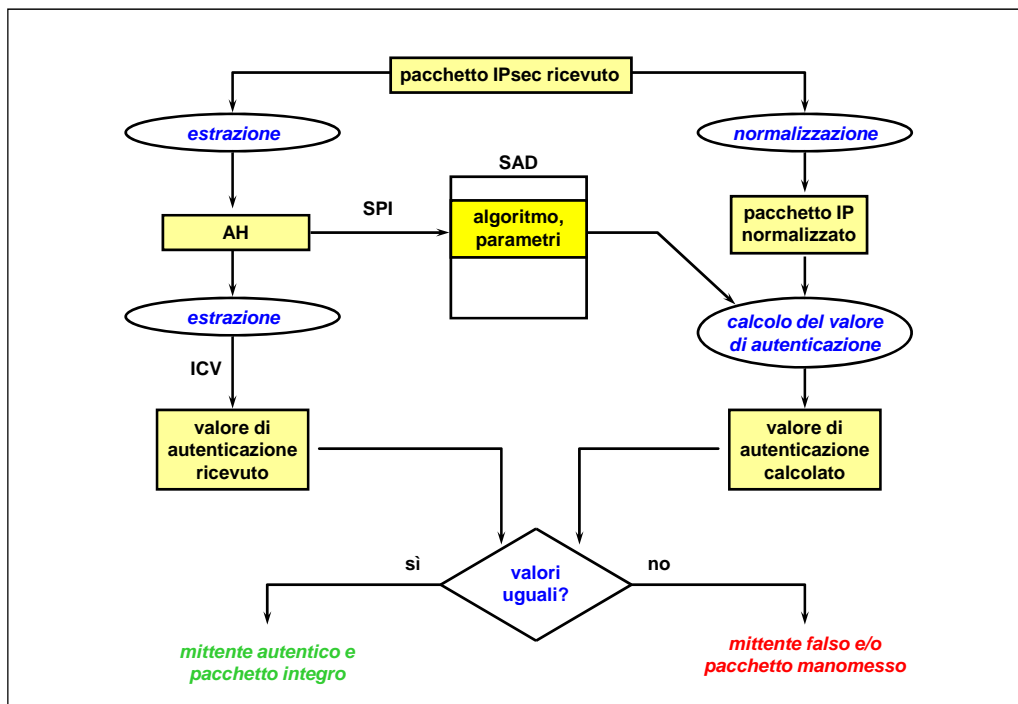 pacchetto IPsec ricevuto
estrazione
normalizzazione
SAD
AH
SPI
algoritmo,
parametri
pacchetto IP
normalizzato
estrazione
calcolo del valore
di autenticazione
ICV
valore di
autenticazione
ricevuto
valore di
autenticazione
calcolato
sì
valori
uguali?
no
mittente autentico e
pacchetto integro
mittente falso e/o
pacchetto manomesso